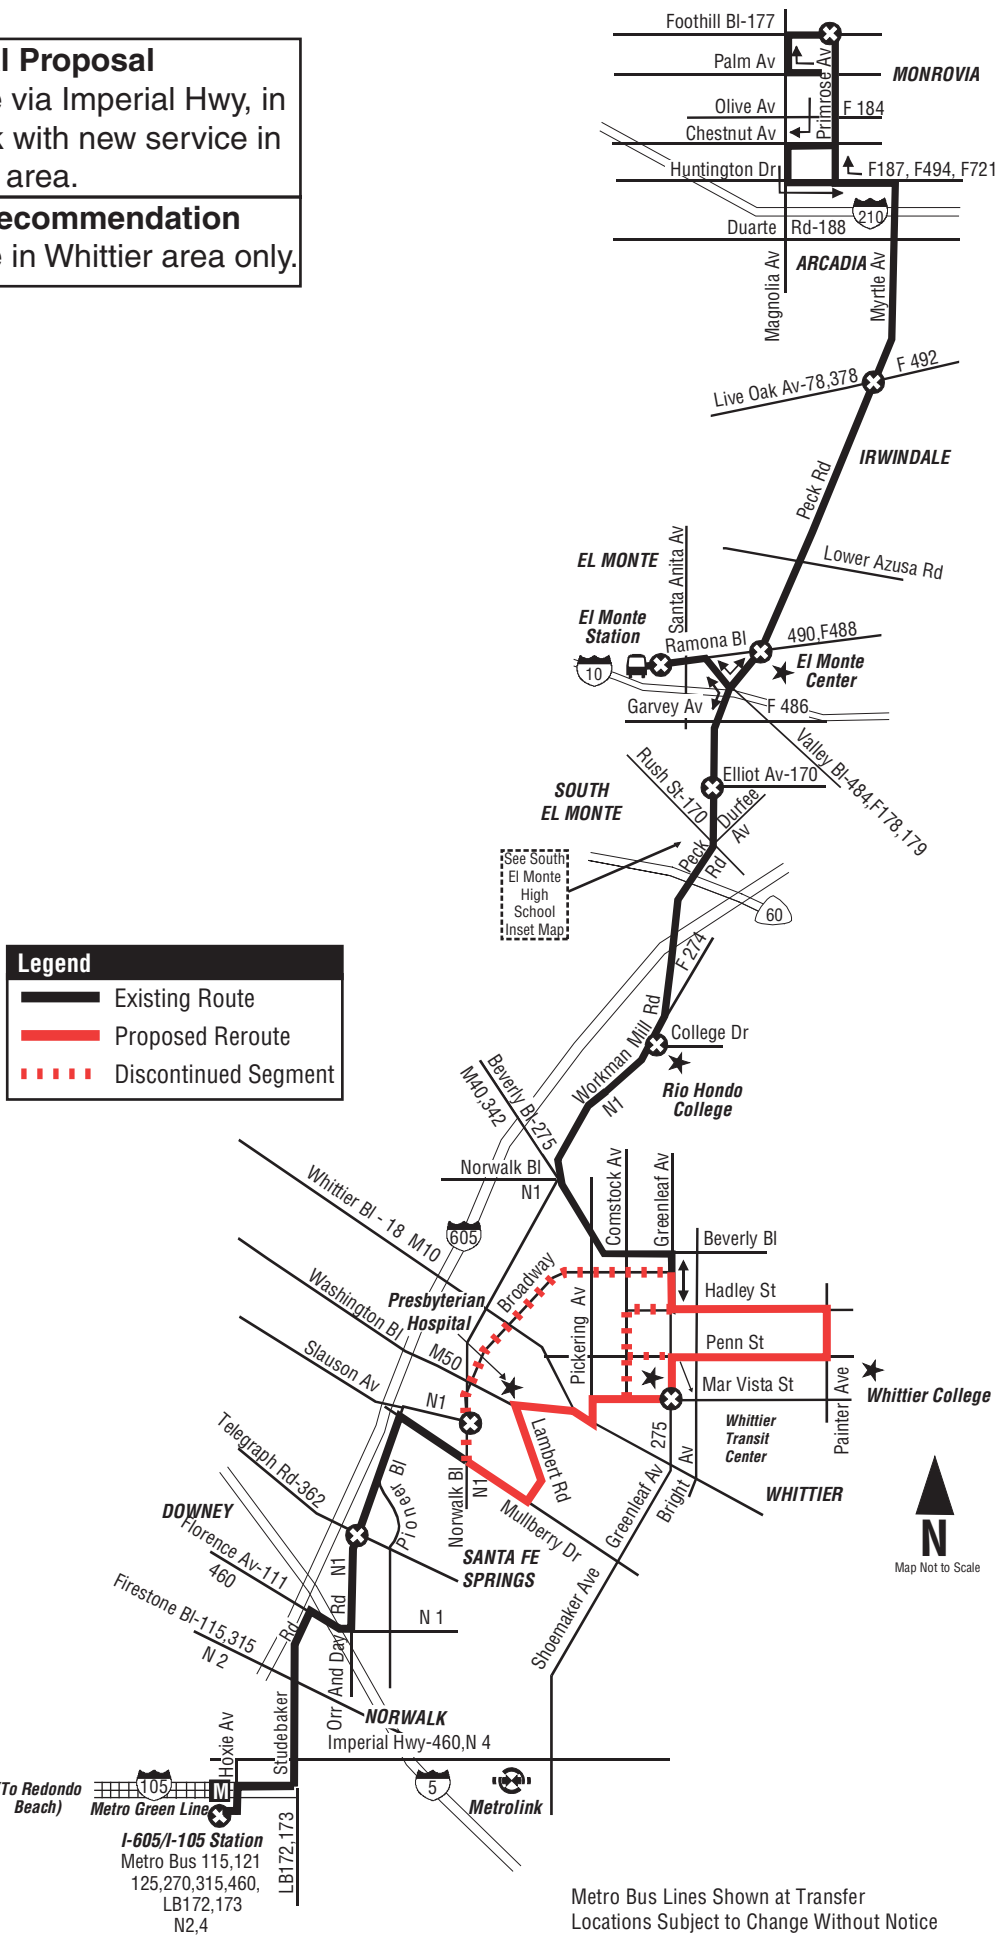 l Proposal
e via Imperial Hwy, in
k with new service in
area.
ecommendation
e in Whittier area only.
Foothill Bl-177
Palm Av
MONROVIA
Primrose Av
Olive Av
F 184
Chestnut Av
Huntington Dr
F187, F494, F721
210
Duarte Rd-188
Magnolia Av
ARCADIA
Myrtle Av
F 492
Live Oak Av-78,378
IRWINDALE
Peck Rd
Lower Azusa Rd
EL MONTE
Santa Anita Av
El Monte
Station
Ramona Bl
490,F488
El Monte
Center
10
Garvey Av
F 486
Valley Bl-484,F178,179
Rush St-170
Elliot Av-170
SOUTH
EL MONTE
Durfee
Av
Peck
Rd
See South
El Monte
High
School
Inset Map
60
F 274
Legend
Existing Route
Proposed Reroute
Discontinued Segment
Workman Mill Rd
N1
College Dr
Rio Hondo
College
Beverly Bl-275
M40,342
Norwalk Bl
N1
Whittier Bl - 18 M10
605
Comstock Av
Greenleaf Av
Beverly Bl
Broadway
Pickering Av
Hadley St
Washington Bl
M50
Presbyterian
Hospital
Penn St
Slauson Av
N1
Mar Vista St
Painter Ave
Whittier College
Whittier
Transit
Center
275
Lambert Rd
Telegraph Rd-362
Norwalk Bl
N1
Mulberry Dr
Greenleaf Av
Bright Av
WHITTIER
DOWNEY
Pioneer Bl
SANTA FE
SPRINGS
N
Map Not to Scale
Florence Av-111
460
Firestone Bl-115,315
N 2
Orr And Day Rd N1
N 1
Shoemaker Ave
Studebaker Rd
NORWALK
Hoxie Av
Imperial Hwy-460,N 4
(To Redondo
Beach)
105
M
Metro Green Line
5
Metrolink
I-605/I-105 Station
Metro Bus 115,121
125,270,315,460,
LB172,173
N2,4
LB172,173
Metro Bus Lines Shown at Transfer
Locations Subject to Change Without Notice